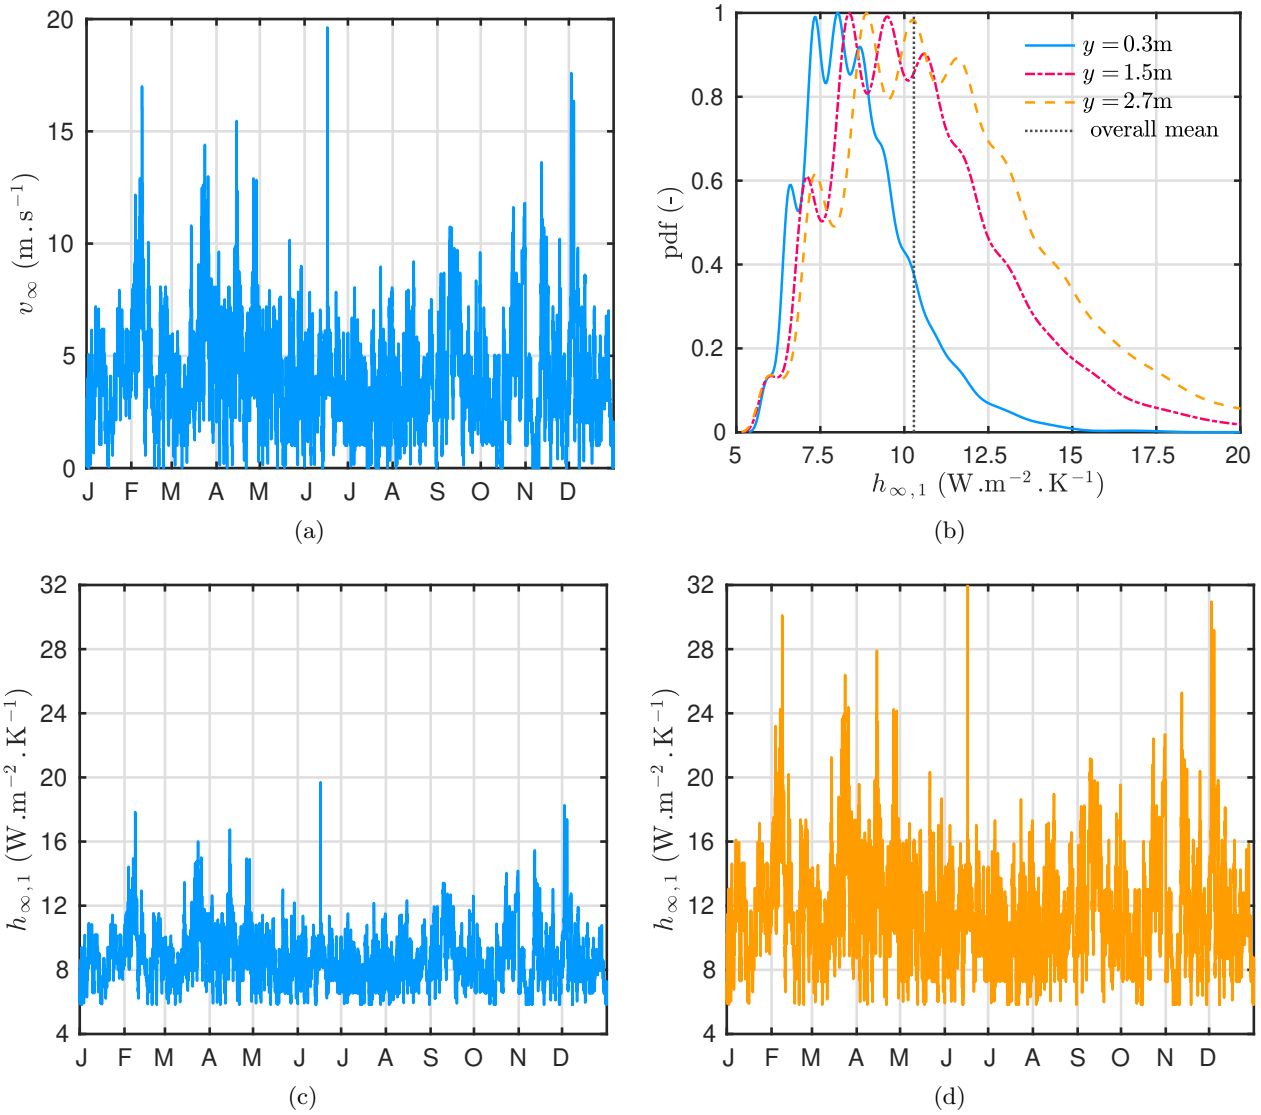 20
15
10
5
0
v∞ (m.s−1)
J F M A M J J A S O N D
(a)
1
0.8
0.6
0.4
0.2
0
pdf (-)
y = 0.3m
y = 1.5m
y = 2.7m
overall mean
5 7.5 10 12.5 15 17.5 20
h∞,1 (W.m−2.K−1)
(b)
32
28
24
20
16
12
8
4
h∞,1 (W.m−2.K−1)
J F M A M J J A S O N D
(c)
32
28
24
20
16
12
8
4
h∞,1 (W.m−2.K−1)
J F M A M J J A S O N D
(d)